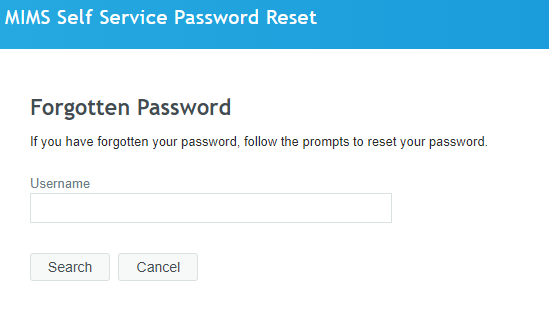 MIMS Self Service Password Reset
Forgotten Password
If you have forgotten your password, follow the prompts to reset your password.
Username
Search Cancel